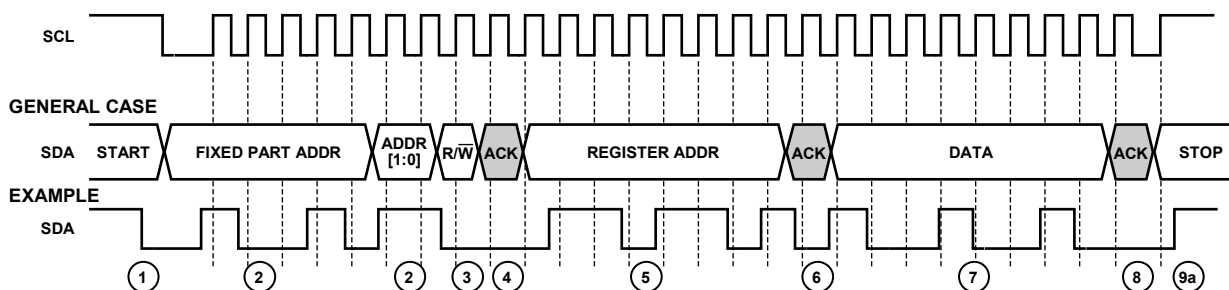 SCL
GENERAL CASE
SDA START FIXED PART ADDR ADDR [1:0] R/W̅ ACK REGISTER ADDR ACK DATA ACK STOP
EXAMPLE
SDA
1 2 2 3 4 5 6 7 8 9a